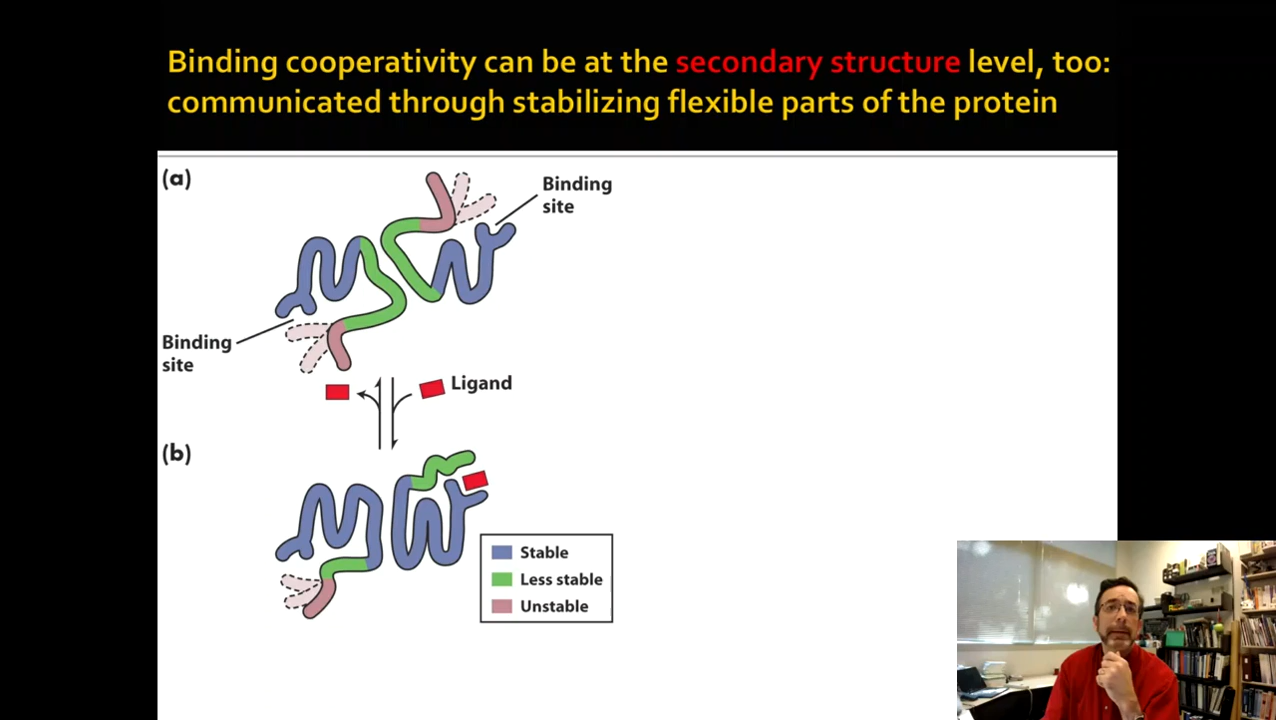 Binding cooperativity can be at the secondary structure level, too:
communicated through stabilizing flexible parts of the protein
(a)
Binding
site
Binding
site
Ligand
(b)
Stable
Less stable
Unstable